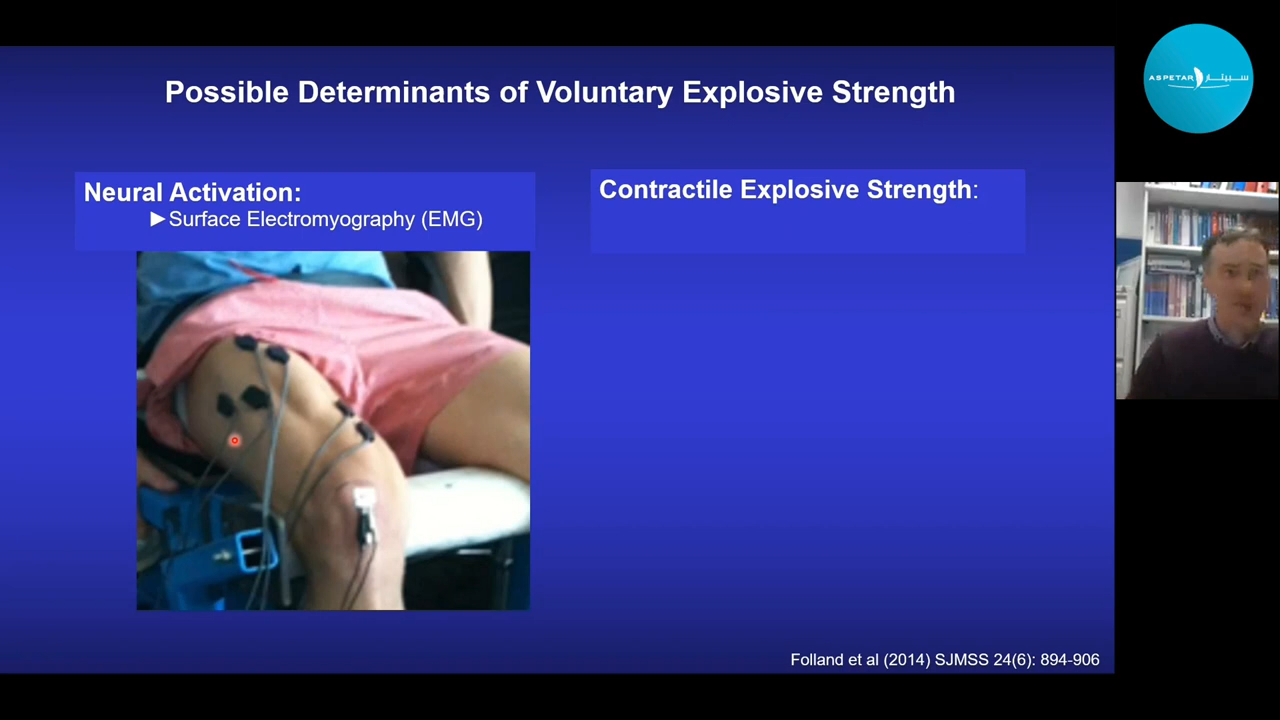 Possible Determinants of Voluntary Explosive Strength
Neural Activation:
►Surface Electromyography (EMG)
Contractile Explosive Strength:
Folland et al (2014) SJMSS 24(6): 894-906
ASPETAR سبيتار